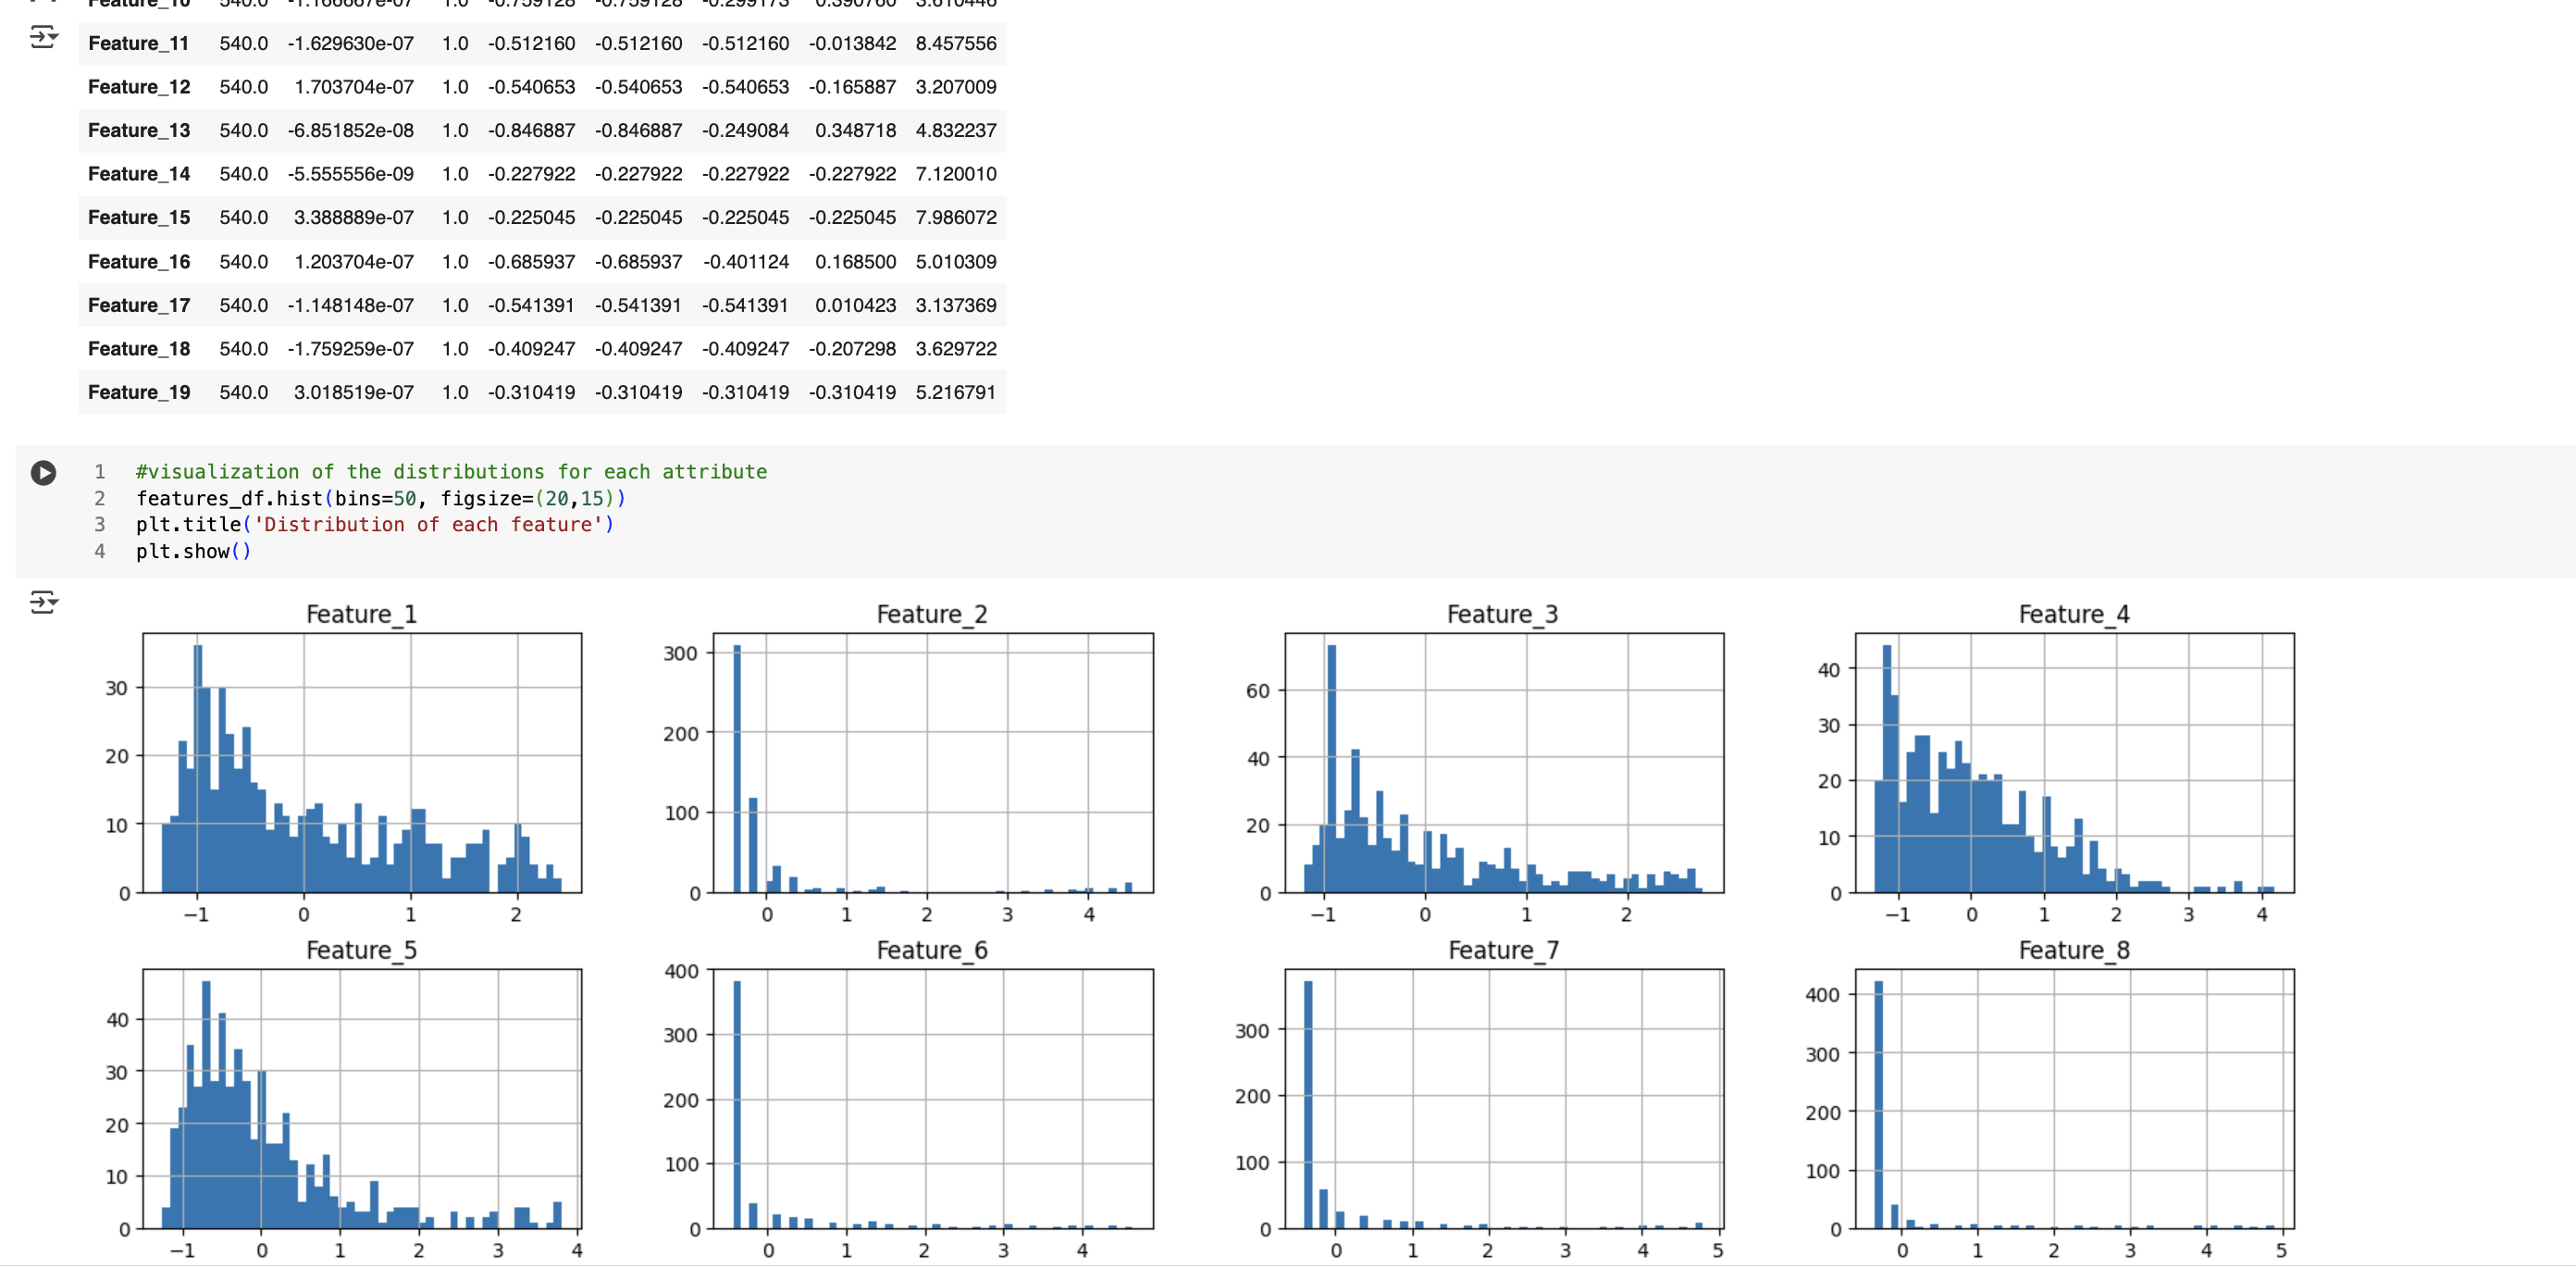 Feature_10 540.0 -1.166667e-07 1.0 -0.759128 -0.759128 -0.299173 0.390760 3.610446
Feature_11 540.0 -1.629630e-07 1.0 -0.512160 -0.512160 -0.512160 -0.013842 8.457556
Feature_12 540.0 1.703704e-07 1.0 -0.540653 -0.540653 -0.540653 -0.165887 3.207009
Feature_13 540.0 -6.851852e-08 1.0 -0.846887 -0.846887 -0.249084 0.348718 4.832237
Feature_14 540.0 -5.555556e-09 1.0 -0.227922 -0.227922 -0.227922 -0.227922 7.120010
Feature_15 540.0 3.388889e-07 1.0 -0.225045 -0.225045 -0.225045 -0.225045 7.986072
Feature_16 540.0 1.203704e-07 1.0 -0.685937 -0.685937 -0.401124 0.168500 5.010309
Feature_17 540.0 -1.148148e-07 1.0 -0.541391 -0.541391 -0.541391 0.010423 3.137369
Feature_18 540.0 -1.759259e-07 1.0 -0.409247 -0.409247 -0.409247 -0.207298 3.629722
Feature_19 540.0 3.018519e-07 1.0 -0.310419 -0.310419 -0.310419 -0.310419 5.216791
1 #visualization of the distributions for each attribute
2 features_df.hist(bins=50, figsize=(20,15))
3 plt.title('Distribution of each feature')
4 plt.show()
Feature_1
30
20
10
0
−1 0 1 2
Feature_2
300
200
100
0
0 1 2 3 4
Feature_3
60
40
20
0
−1 0 1 2
Feature_4
40
30
20
10
0
−1 0 1 2 3 4
Feature_5
40
30
20
10
0
−1 0 1 2 3 4
Feature_6
400
300
200
100
0
0 1 2 3 4
Feature_7
300
200
100
0
0 1 2 3 4 5
Feature_8
400
300
200
100
0
0 1 2 3 4 5